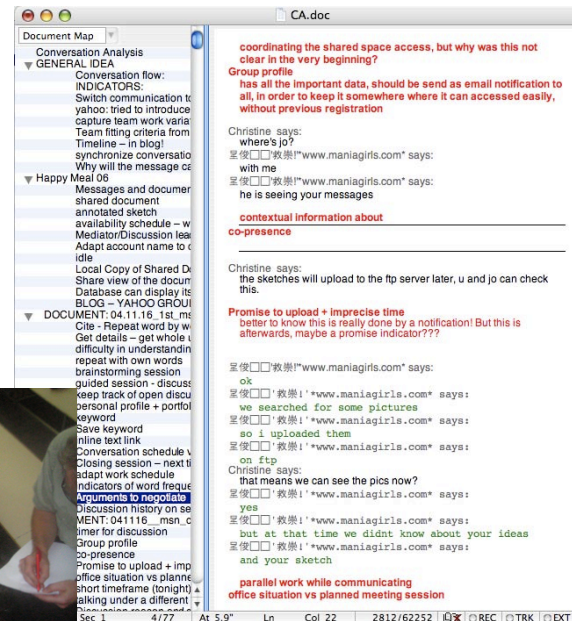 CA.doc
Document Map
Conversation Analysis
GENERAL IDEA
Conversation flow:
INDICATORS:
Switch communication to
yahoo: tried to introduce
capture team work varia
Team fitting criteria from
Timeline – in blog!
synchronize conversatio
Why will the message ca
Happy Meal 06
Messages and documer
shared document
annotated sketch
availability schedule – w
Mediator/Discussion lea
Adapt account name to c
idle
Local Copy of Shared Do
Share view of the docum
Database can display its
BLOG – YAHOO GROU
DOCUMENT: 04.11.16_1st_ms
Cite - Repeat word by w
Get details – get whole u
difficulty in understandin
repeat with own words
brainstorming session
guided session - discuss
keep track of open discu
personal profile + portfol
keyword
Save keyword
nline text link
Conversation schedule v
Closing session – next ti
adapt work schedule
ndicators of word freque
Arguments to negotiate
Discussion history on se
MENT: 041116__msn_c
timer for discussion
Group profile
co-presence
Promise to upload + imp
office situation vs planne
short timeframe (tonight)
alking under a different
coordinating the shared space access, but why was this not
clear in the very beginning?
Group profile
has all the important data, should be send as email notification to
all, in order to keep it somewhere where it can accessed easily,
without previous registration
Christine says:
where's jo?
*www.maniagirls.com* says:
with me
*www.maniagirls.com* says:
he is seeing your messages
contextual information about
co-presence
Christine says:
the sketches will upload to the ftp server later, u and jo can check
this.
Promise to upload + imprecise time
better to know this is really done by a notification! But this is
afterwards, maybe a promise indicator???
*www.maniagirls.com* says:
ok
*www.maniagirls.com* says:
we searched for some pictures
*www.maniagirls.com* says:
so i uploaded them
*www.maniagirls.com* says:
on ftp
Christine says:
that means we can see the pics now?
*www.maniagirls.com* says:
yes
*www.maniagirls.com* says:
but at that time we didnt know about your ideas
*www.maniagirls.com* says:
and your sketch
parallel work while communicating
office situation vs planned meeting session
Sec 1 4/77 At 5.9" Ln Col 22 2812/62252 REC TRK EXT